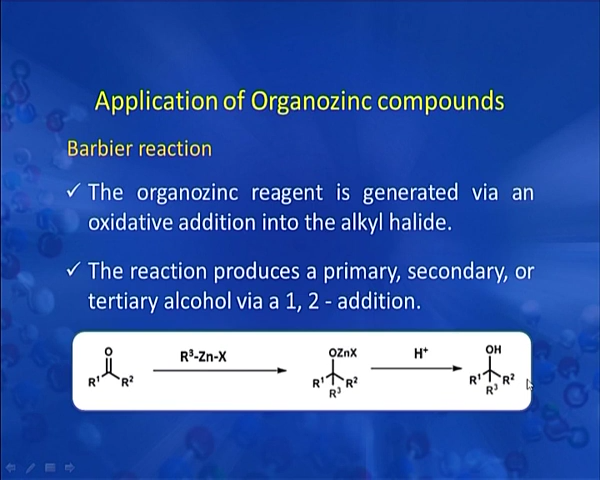 Application of Organozinc compounds
Barbier reaction
✓ The organozinc reagent is generated via an
oxidative addition into the alkyl halide.
✓ The reaction produces a primary, secondary, or
tertiary alcohol via a 1, 2 - addition.
O
R¹ R²
R³-Zn-X
OZnX
R¹ R²
R³
H⁺
OH
R¹ R²
R³